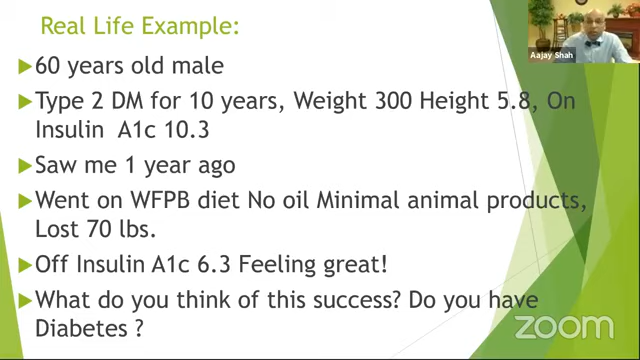 Real Life Example:
60 years old male
Type 2 DM for 10 years, Weight 300 Height 5.8, On
Insulin A1c 10.3
Saw me 1 year ago
Went on WFPB diet No oil Minimal animal products,
Lost 70 lbs.
Off Insulin A1c 6.3 Feeling great!
What do you think of this success? Do you have
Diabetes ?
Aajay Shah
zoom